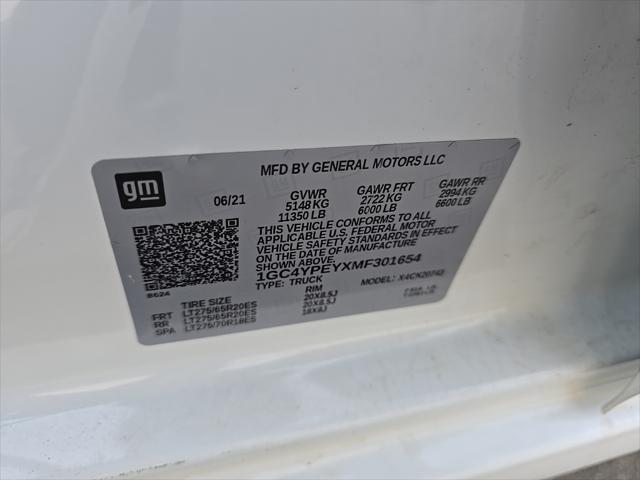 MFD BY GENERAL MOTORS LLC
gm
06/21
GVWR GAWR FRT GAWR RR
5148 KG 2722 KG 2994 KG
11350 LB 6000 LB 6600 LB
THIS VEHICLE CONFORMS TO ALL
APPLICABLE U.S. FEDERAL MOTOR
VEHICLE SAFETY STANDARDS IN EFFECT
ON THE DATE OF MANUFACTURE
SHOWN ABOVE.
1GC4YPEYXMF301654
TYPE: TRUCK MODEL: X4CK20743
8624
TIRE SIZE RIM
FRT LT275/65R20ES 20X8.5J
RR LT275/65R20ES 20X8.5J
SPA LT275/70R18ES 18X8J